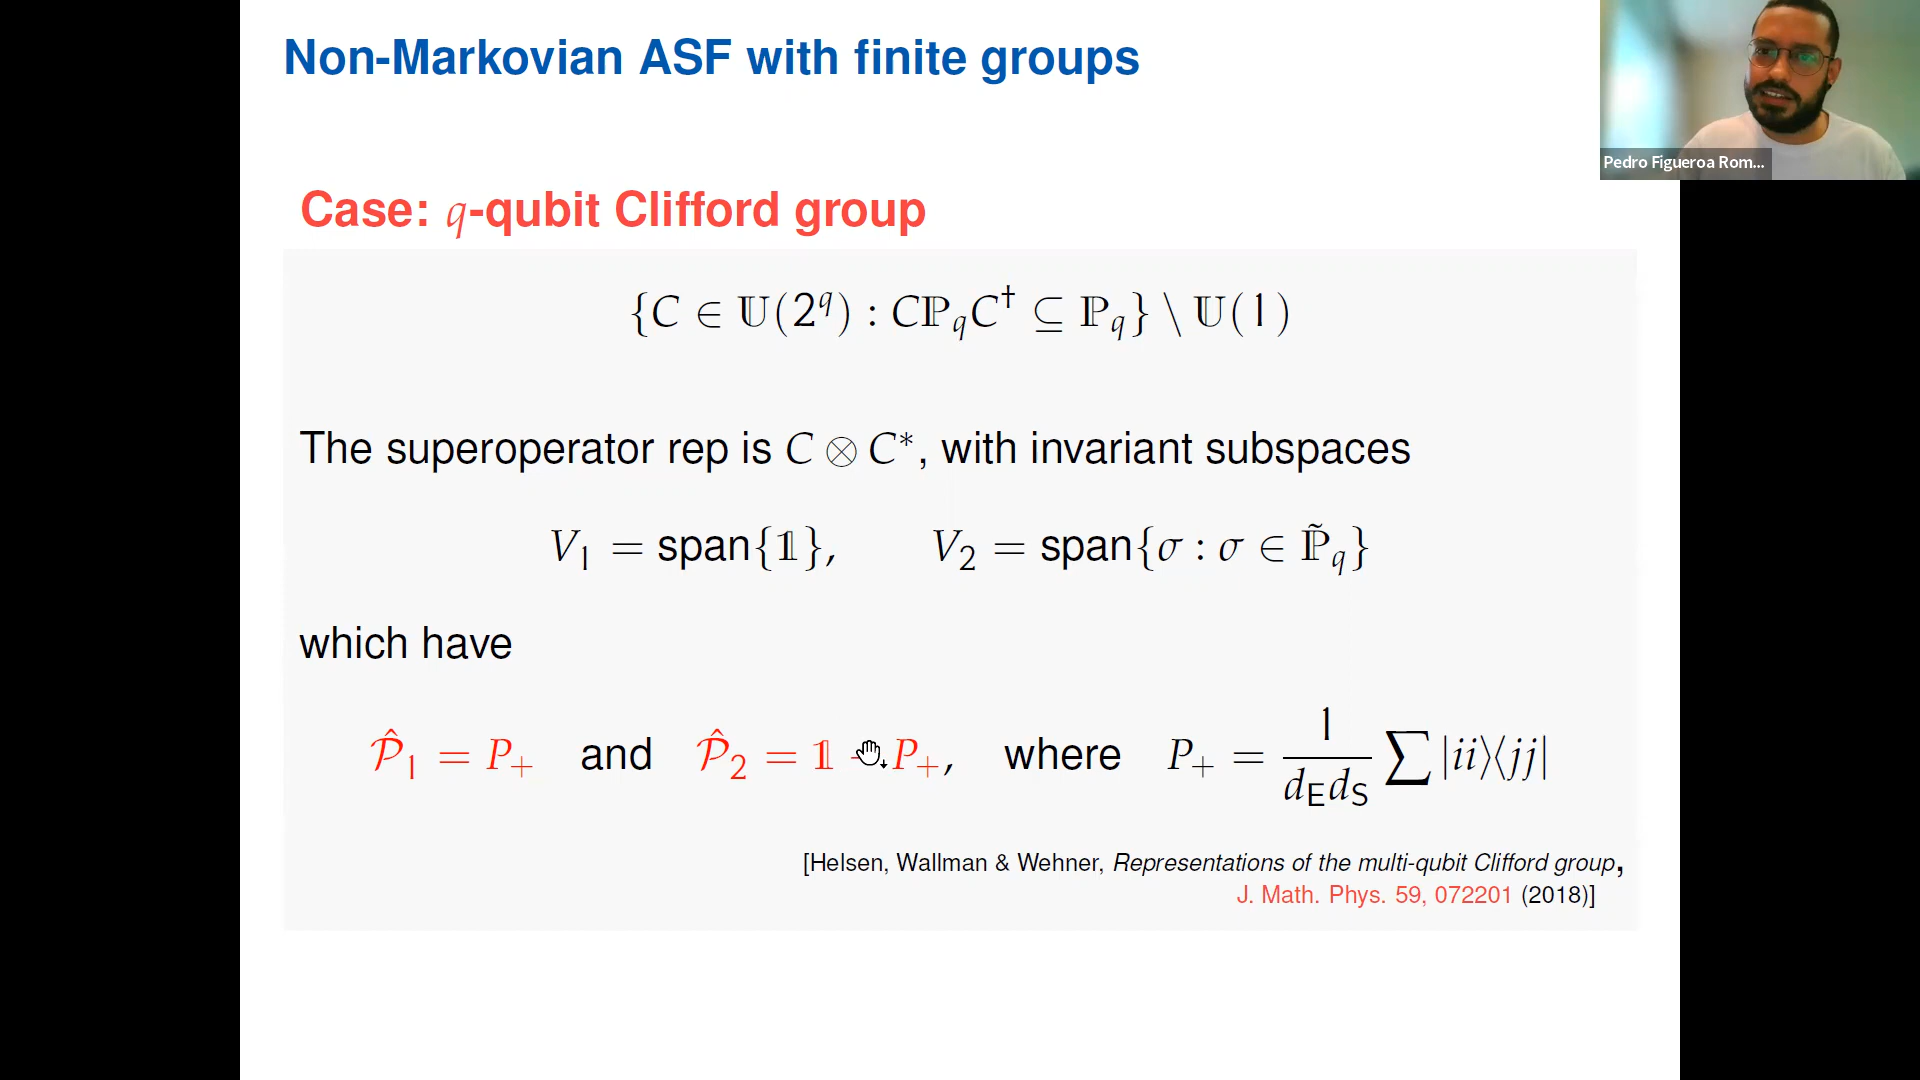 Non-Markovian ASF with finite groups
Pedro Figueroa Rom...
Case: q-qubit Clifford group
{C ∈ 𝕌(2^q) : Cℙ_qC^† ⊆ ℙ_q} \ 𝕌(1)
The superoperator rep is C ⊗ C^*, with invariant subspaces
V_1 = span{𝟙}, V_2 = span{σ : σ ∈ ℙ̃_q}
which have
𝒫̂_1 = P_+ and 𝒫̂_2 = 𝟙 - P_+, where P_+ = \frac{1}{d_E d_S} ∑ |ii⟩⟨jj|
[Helsen, Wallman & Wehner, Representations of the multi-qubit Clifford group,
J. Math. Phys. 59, 072201 (2018)]